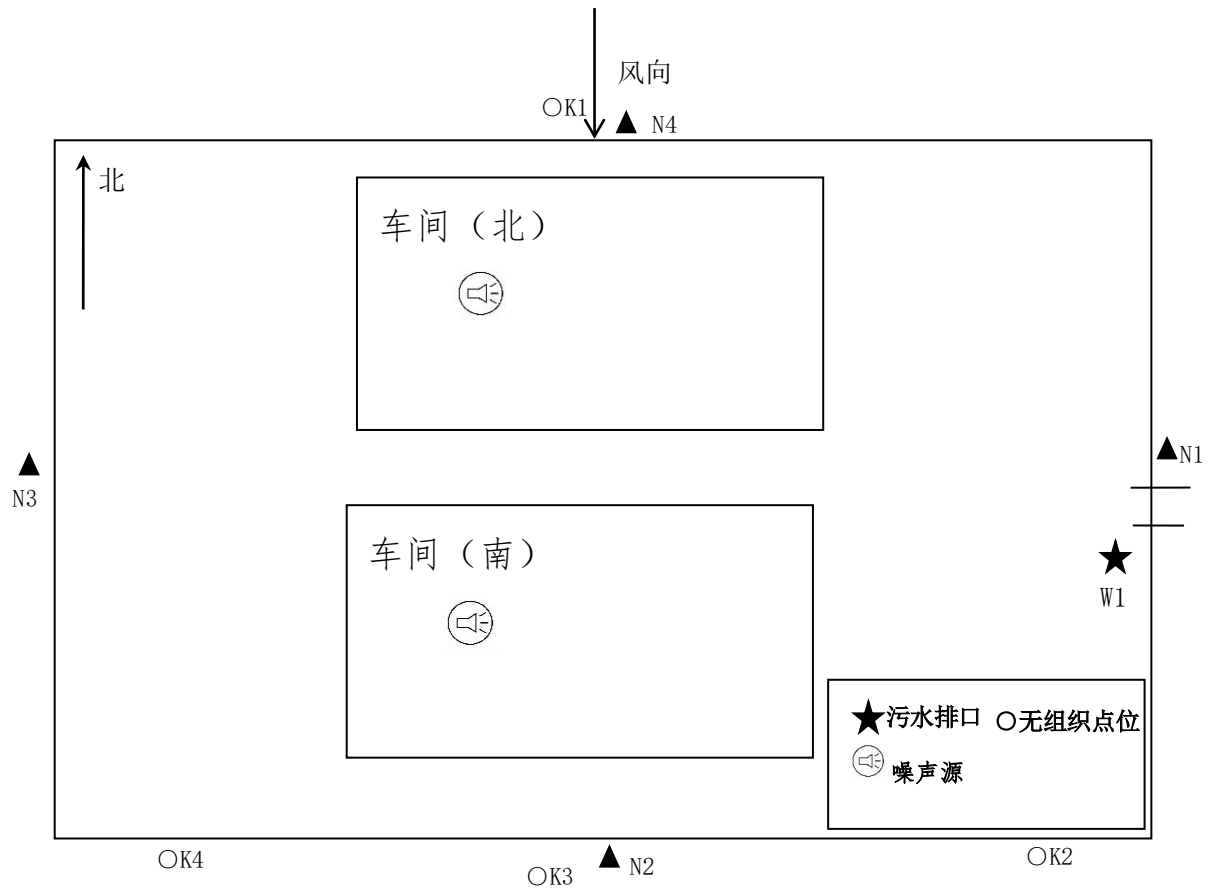 风向
○K1
▲ N4
北
车间（北）
▲N1
▲
N3
车间（南）
★
W1
★污水排口 ○无组织点位
噪声源
○K4
○K3
▲ N2
○K2